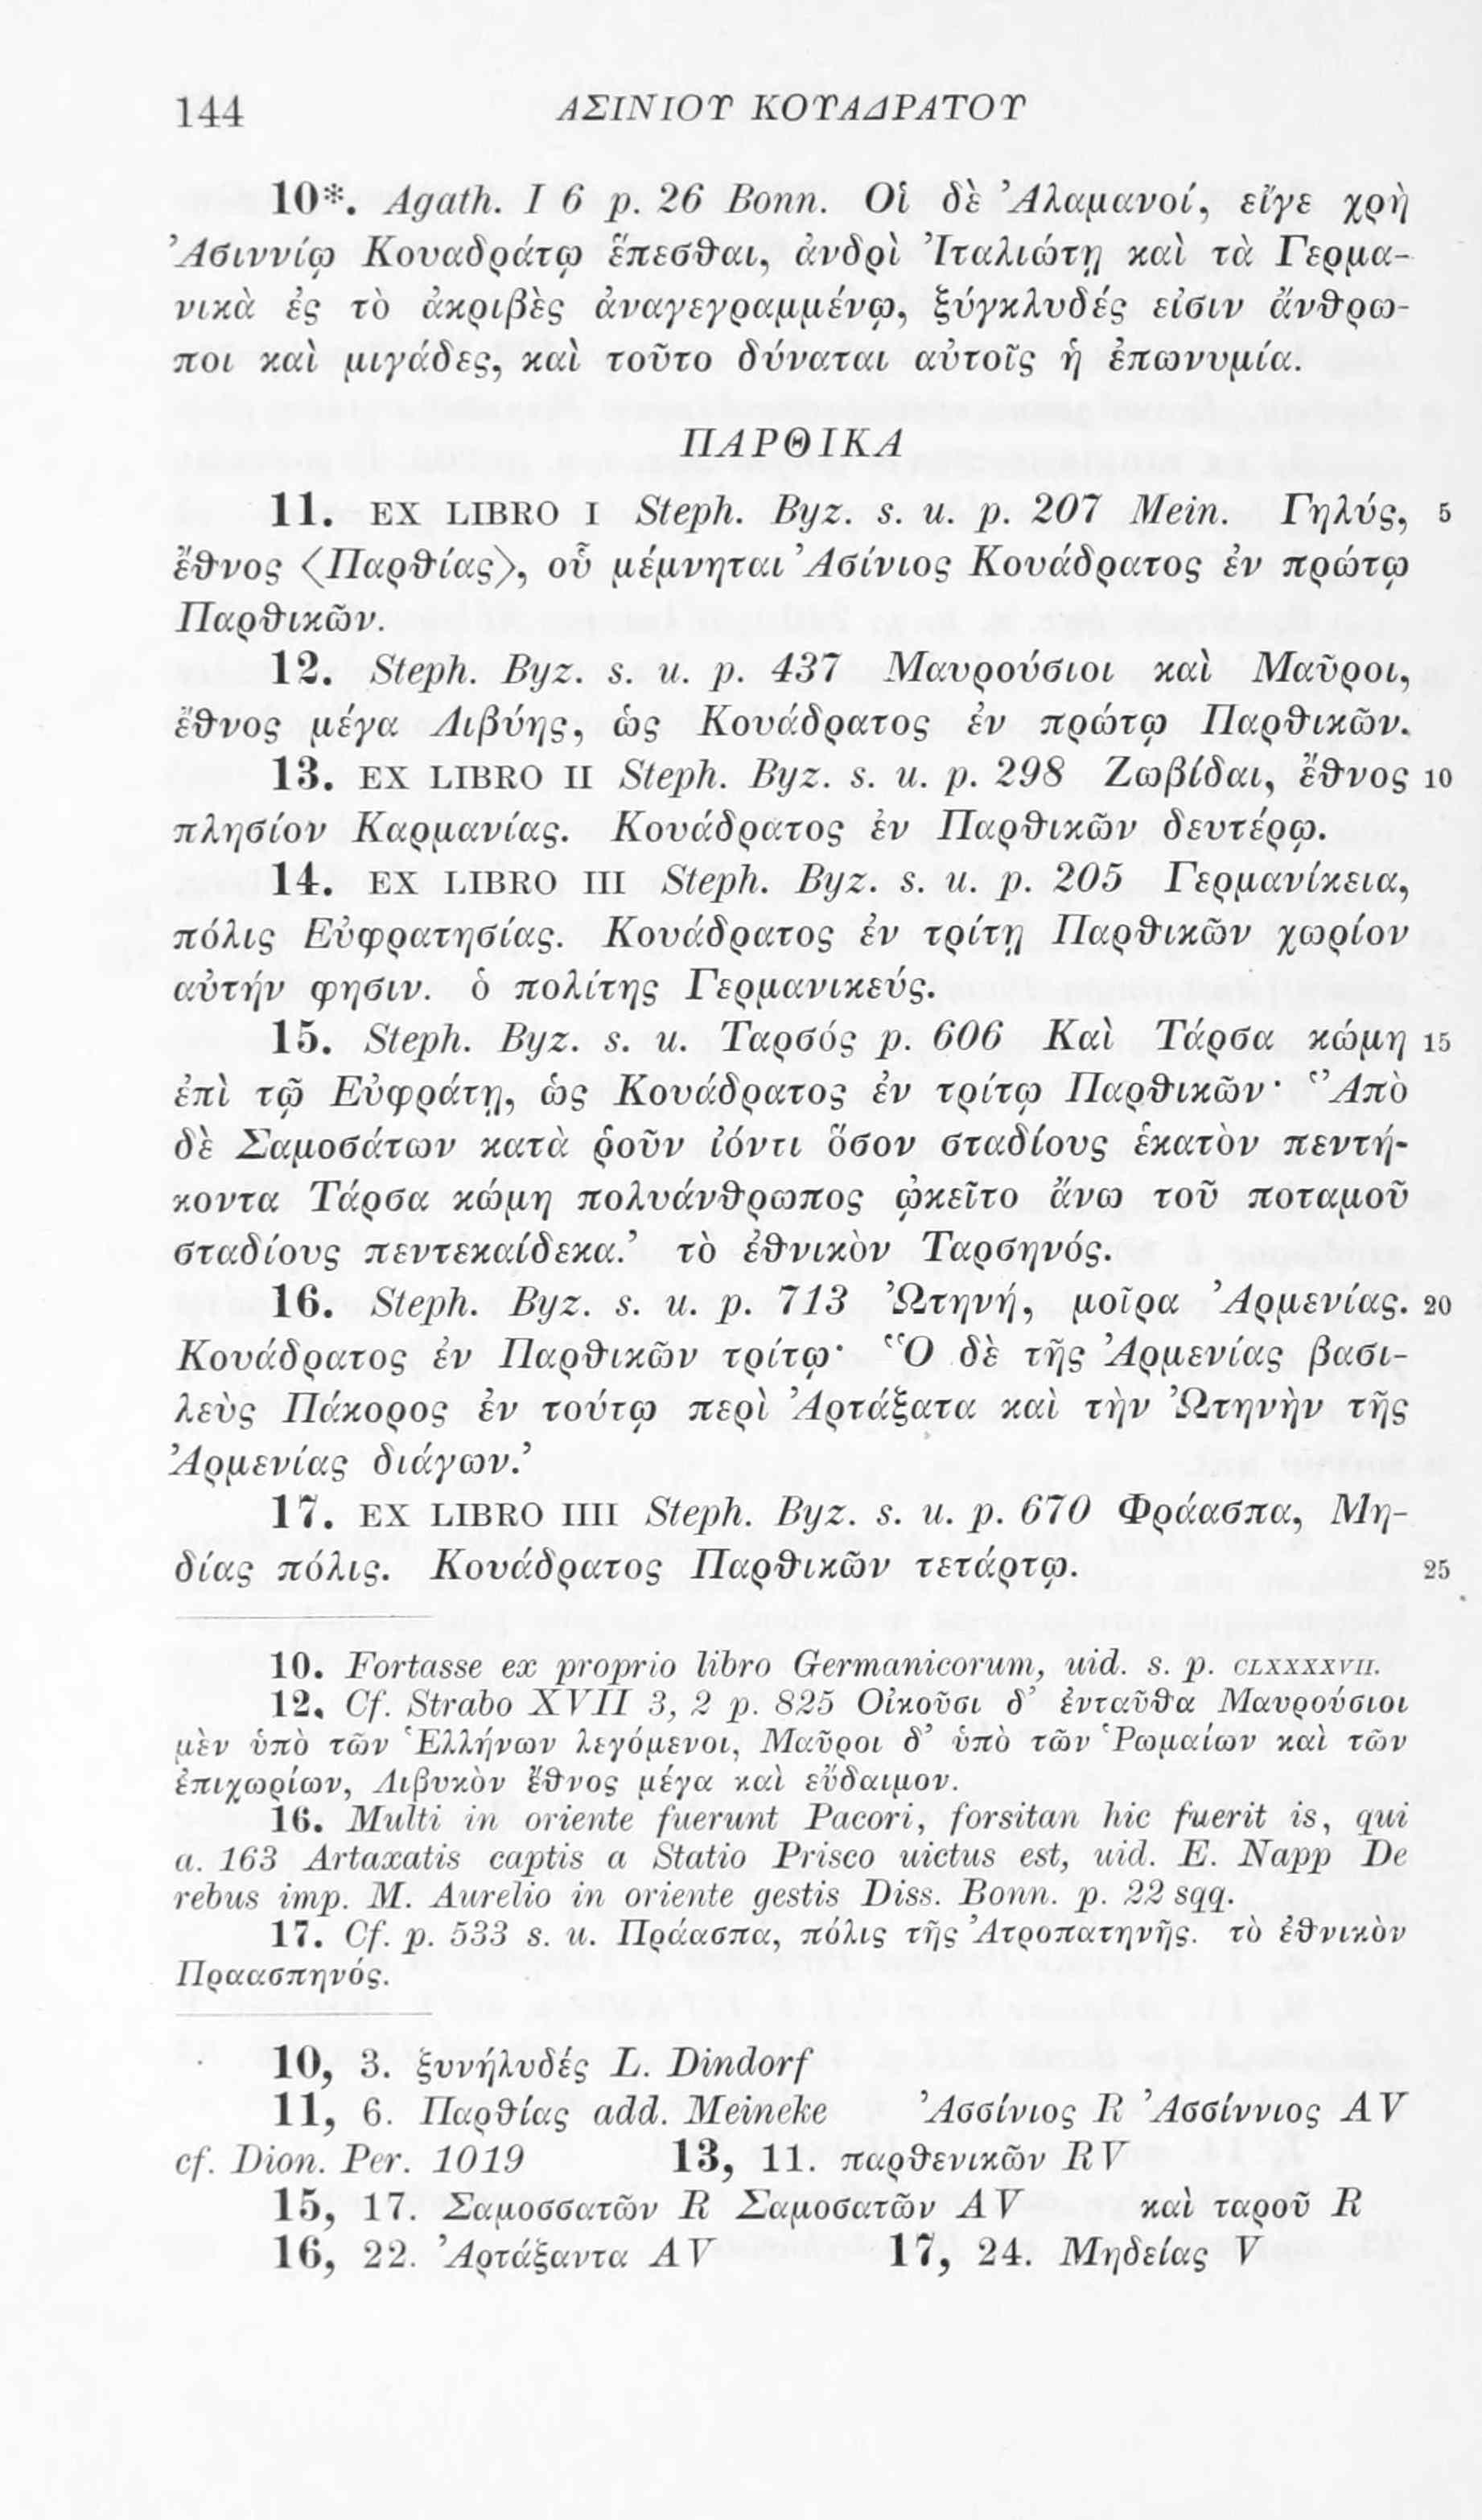 144
ΑΣΙΝΙΟΥ ΚΟΥΑΔΡΑΤΟΥ
10*. Agath. I 6 p. 26 Bonn. Οἱ δὲ Ἀλαμανοί, εἴγε χρὴ
Ἀσιννίῳ Κουαδράτῳ ἕπεσθαι, ἀνδρὶ Ἰταλιώτῃ καὶ τὰ Γερμα-
νικὰ ἐς τὸ ἀκριβὲς ἀναγεγραμμένῳ, ξύγκλυδές εἰσιν ἄνθρω-
ποι καὶ μιγάδες, καὶ τοῦτο δύναται αὐτοῖς ἡ ἐπωνυμία.
ΠΑΡΘΙΚΑ
11. EX LIBRO I Steph. Byz. s. u. p. 207 Mein. Γηλύς, 5
ἔθνος 〈Παρθίας〉, οὗ μέμνηται Ἀσίνιος Κουάδρατος ἐν πρώτῳ
Παρθικῶν.
12. Steph. Byz. s. u. p. 437 Μαυρούσιοι καὶ Μαῦροι,
ἔθνος μέγα Λιβύης, ὡς Κουάδρατος ἐν πρώτῳ Παρθικῶν.
13. EX LIBRO II Steph. Byz. s. u. p. 298 Ζωβίδαι, ἔθνος 10
πλησίον Καρμανίας. Κουάδρατος ἐν Παρθικῶν δευτέρῳ.
14. EX LIBRO III Steph. Byz. s. u. p. 205 Γερμανίκεια,
πόλις Εὐφρατησίας. Κουάδρατος ἐν τρίτῃ Παρθικῶν χωρίον
αὐτήν φησιν. ὁ πολίτης Γερμανικεύς.
15. Steph. Byz. s. u. Ταρσός p. 606 Καὶ Τάρσα κώμη 15
ἐπὶ τῷ Εὐφράτῃ, ὡς Κουάδρατος ἐν τρίτῳ Παρθικῶν· ‘Ἀπὸ
δὲ Σαμοσάτων κατὰ ῥοῦν ἰόντι ὅσον σταδίους ἑκατὸν πεντή-
κοντα Τάρσα κώμη πολυάνθρωπος ᾠκεῖτο ἄνω τοῦ ποταμοῦ
σταδίους πεντεκαίδεκα.’ τὸ ἐθνικὸν Ταρσηνός.
16. Steph. Byz. s. u. p. 713 Ὠτηνή, μοῖρα Ἀρμενίας. 20
Κουάδρατος ἐν Παρθικῶν τρίτῳ· ‘Ὁ δὲ τῆς Ἀρμενίας βασι-
λεὺς Πάκορος ἐν τούτῳ περὶ Ἀρτάξατα καὶ τὴν Ὠτηνὴν τῆς
Ἀρμενίας διάγων.’
17. EX LIBRO IIII Steph. Byz. s. u. p. 670 Φράασπα, Μη-
δίας πόλις. Κουάδρατος Παρθικῶν τετάρτῳ. 25
10. Fortasse ex proprio libro Germanicorum, uid. s. p. CLXXXXVII.
12. Cf. Strabo XVII 3, 2 p. 825 Οἰκοῦσι δ’ ἐνταῦθα Μαυρούσιοι
μὲν ὑπὸ τῶν Ἑλλήνων λεγόμενοι, Μαῦροι δ’ ὑπὸ τῶν Ῥωμαίων καὶ τῶν
ἐπιχωρίων, Λιβυκὸν ἔθνος μέγα καὶ εὔδαιμον.
16. Multi in oriente fuerunt Pacori, forsitan hic fuerit is, qui
a. 163 Artaxatis captis a Statio Prisco uictus est, uid. E. Napp De
rebus imp. M. Aurelio in oriente gestis Diss. Bonn. p. 22 sqq.
17. Cf. p. 533 s. u. Πράασπα, πόλις τῆς Ἀτροπατηνῆς. τὸ ἐθνικὸν
Πραασπηνός.
10, 3. ξυνήλυδές L. Dindorf
11, 6. Παρθίας add. Meineke Ἀσσίνιος R Ἀσσίννιος AV
cf. Dion. Per. 1019 13, 11. παρθενικῶν RV
15, 17. Σαμοσσατῶν R Σαμοσατῶν AV καὶ ταροῦ R
16, 22. Ἀρτάξαντα AV 17, 24. Μηδείας V